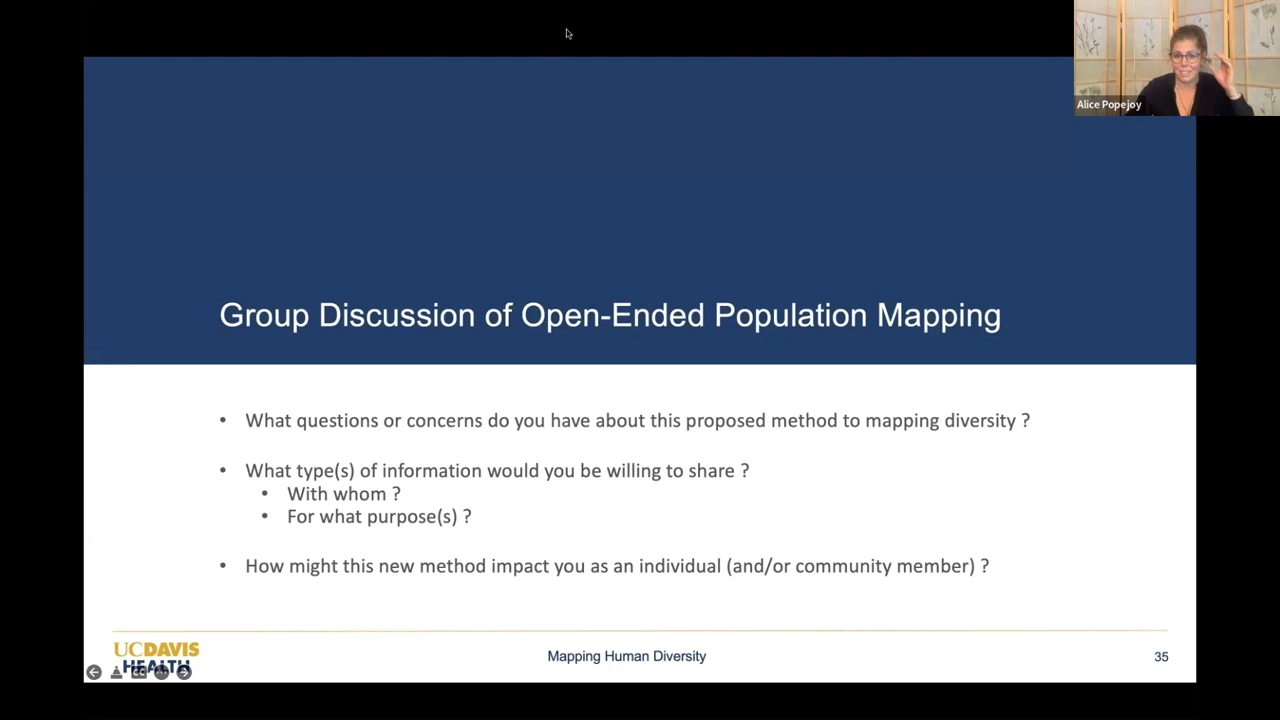 Alice Popejoy
Group Discussion of Open-Ended Population Mapping
• What questions or concerns do you have about this proposed method to mapping diversity ?
• What type(s) of information would you be willing to share ?
• With whom ?
• For what purpose(s) ?
• How might this new method impact you as an individual (and/or community member) ?
UCDAVIS
HEALTH
Mapping Human Diversity
35